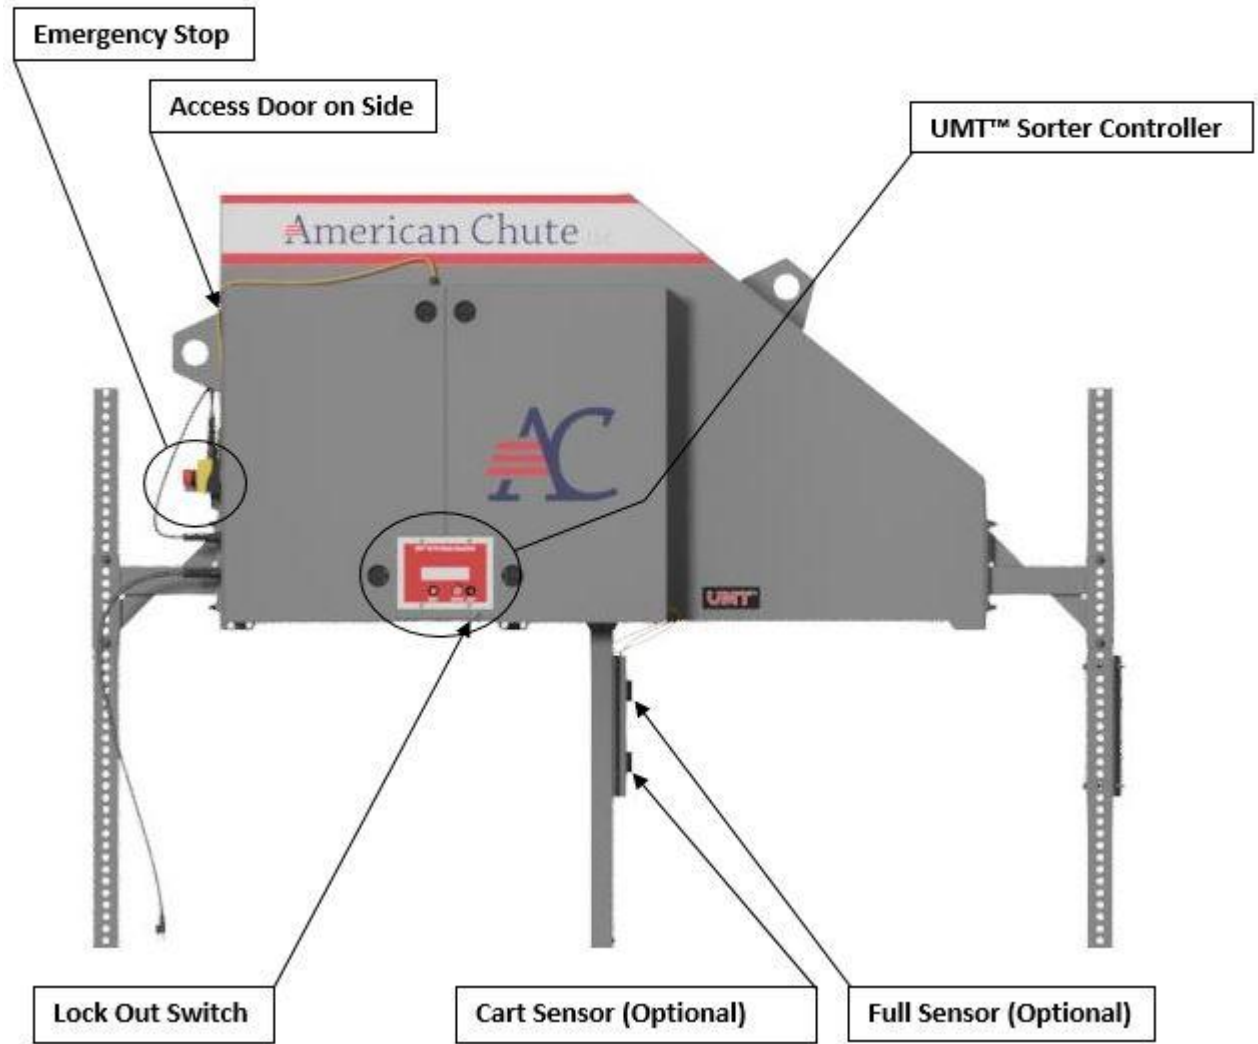 Emergency Stop
Access Door on Side
UMT™ Sorter Controller
American Chute
AC
UMT™
Lock Out Switch
Cart Sensor (Optional)
Full Sensor (Optional)